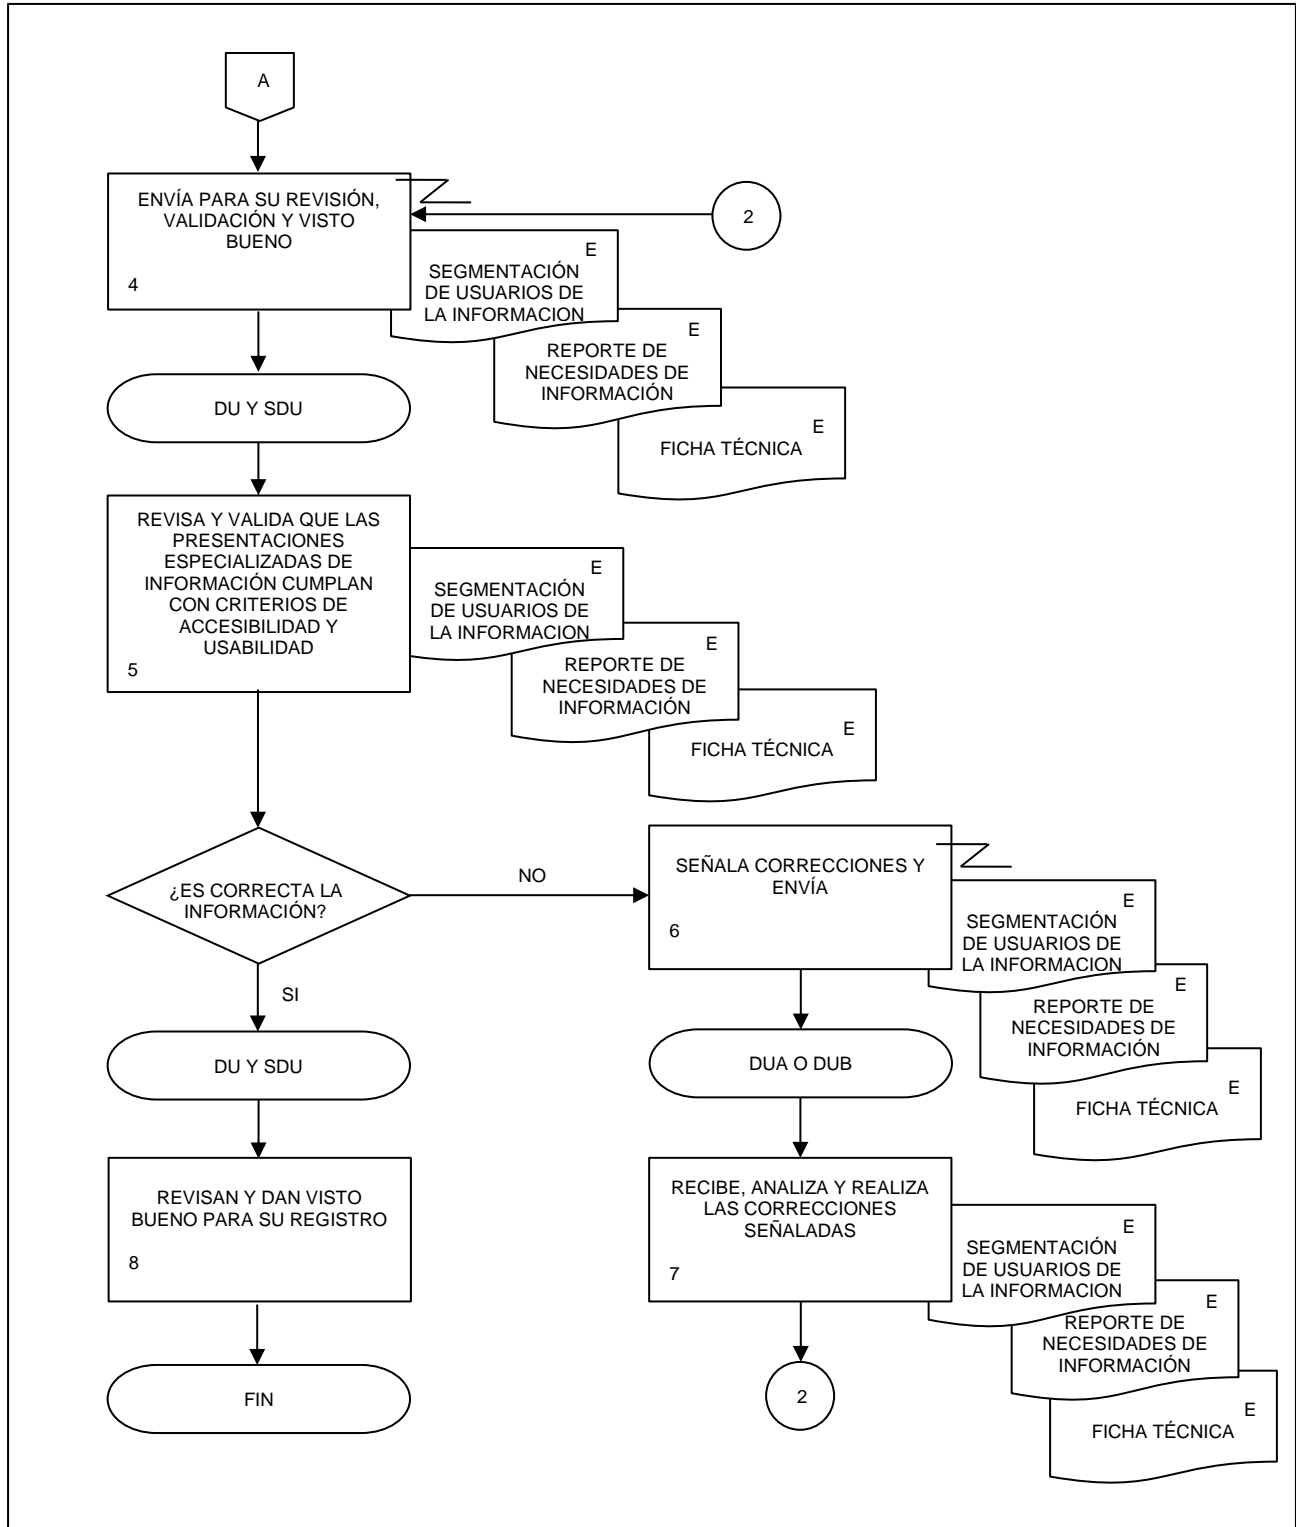 A
ENVÍA PARA SU REVISIÓN,
VALIDACIÓN Y VISTO
BUENO
4
2
E
SEGMENTACIÓN
DE USUARIOS DE
LA INFORMACION
E
REPORTE DE
NECESIDADES DE
INFORMACIÓN
E
FICHA TÉCNICA
DU Y SDU
REVISA Y VALIDA QUE LAS
PRESENTACIONES
ESPECIALIZADAS DE
INFORMACIÓN CUMPLAN
CON CRITERIOS DE
ACCESIBILIDAD Y
USABILIDAD
5
E
SEGMENTACIÓN
DE USUARIOS DE
LA INFORMACION
E
REPORTE DE
NECESIDADES DE
INFORMACIÓN
E
FICHA TÉCNICA
¿ES CORRECTA LA
INFORMACIÓN?
NO
SEÑALA CORRECCIONES Y
ENVÍA
6
E
SEGMENTACIÓN
DE USUARIOS DE
LA INFORMACION
E
REPORTE DE
NECESIDADES DE
INFORMACIÓN
E
FICHA TÉCNICA
SI
DU Y SDU
DUA O DUB
REVISAN Y DAN VISTO
BUENO PARA SU REGISTRO
8
RECIBE, ANALIZA Y REALIZA
LAS CORRECCIONES
SEÑALADAS
7
E
SEGMENTACIÓN
DE USUARIOS DE
LA INFORMACION
E
REPORTE DE
NECESIDADES DE
INFORMACIÓN
E
FICHA TÉCNICA
FIN
2